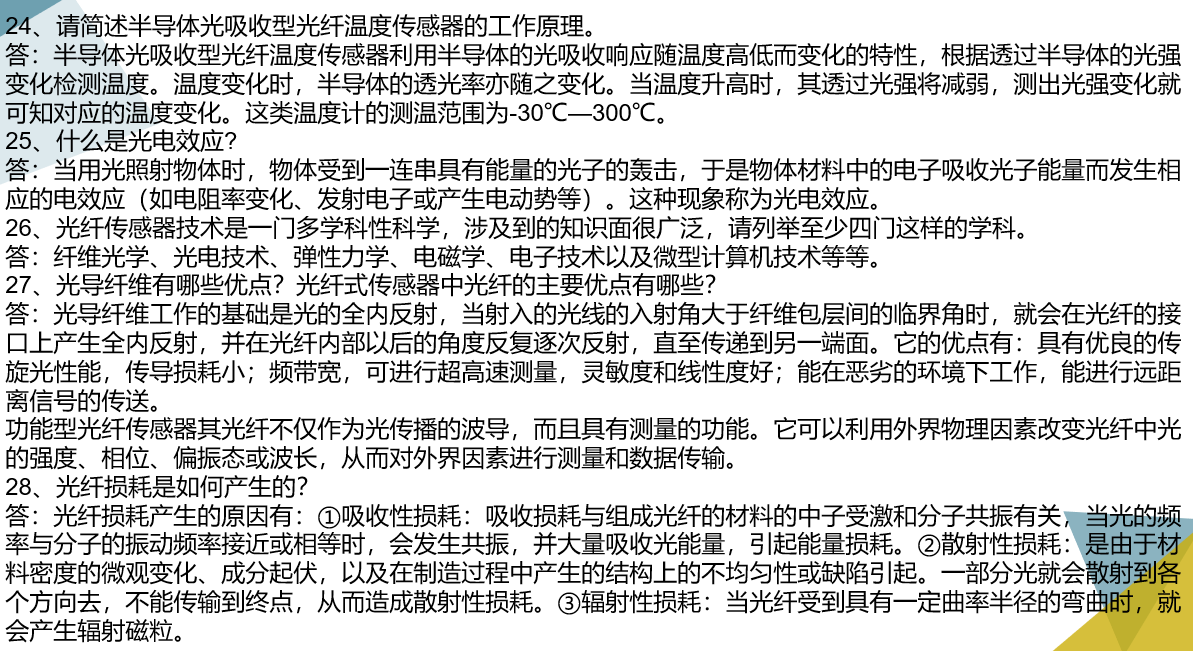 24、请简述半导体光吸收型光纤温度传感器的工作原理。
答：半导体光吸收型光纤温度传感器利用半导体的光吸收响应随温度高低而变化的特性，根据透过半导体的光强
变化检测温度。温度变化时，半导体的透光率亦随之变化。当温度升高时，其透过光强将减弱，测出光强变化就
可知对应的温度变化。这类温度计的测温范围为-30℃—300℃。
25、什么是光电效应?
答：当用光照射物体时，物体受到一连串具有能量的光子的轰击，于是物体材料中的电子吸收光子能量而发生相
应的电效应（如电阻率变化、发射电子或产生电动势等）。这种现象称为光电效应。
26、光纤传感器技术是一门多学科性科学，涉及到的知识面很广泛，请列举至少四门这样的学科。
答：纤维光学、光电技术、弹性力学、电磁学、电子技术以及微型计算机技术等等。
27、光导纤维有哪些优点？光纤式传感器中光纤的主要优点有哪些？
答：光导纤维工作的基础是光的全内反射，当射入的光线的入射角大于纤维包层间的临界角时，就会在光纤的接
口上产生全内反射，并在光纤内部以后的角度反复逐次反射，直至传递到另一端面。它的优点有：具有优良的传
旋光性能，传导损耗小；频带宽，可进行超高速测量，灵敏度和线性度好；能在恶劣的环境下工作，能进行远距
离信号的传送。
功能型光纤传感器其光纤不仅作为光传播的波导，而且具有测量的功能。它可以利用外界物理因素改变光纤中光
的强度、相位、偏振态或波长，从而对外界因素进行测量和数据传输。
28、光纤损耗是如何产生的？
答：光纤损耗产生的原因有：①吸收性损耗：吸收损耗与组成光纤的材料的中子受激和分子共振有关，当光的频
率与分子的振动频率接近或相等时，会发生共振，并大量吸收光能量，引起能量损耗。②散射性损耗：是由于材
料密度的微观变化、成分起伏，以及在制造过程中产生的结构上的不均匀性或缺陷引起。一部分光就会散射到各
个方向去，不能传输到终点，从而造成散射性损耗。③辐射性损耗：当光纤受到具有一定曲率半径的弯曲时，就
会产生辐射磁粒。